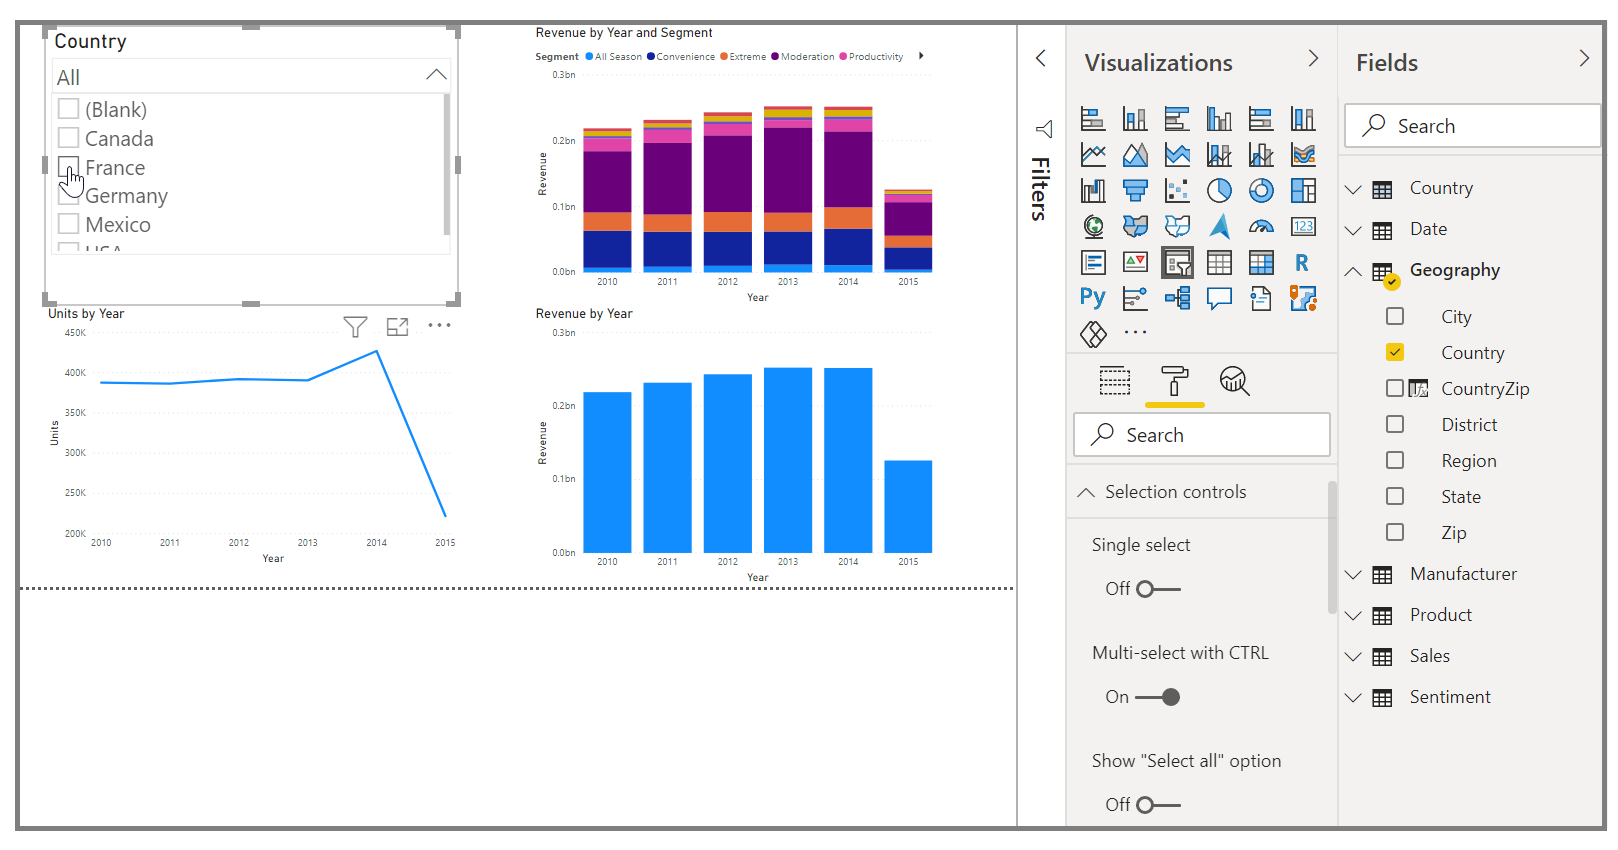 Country
All
(Blank)
Canada
France
Germany
Mexico
USA
Revenue by Year and Segment
Segment All Season Convenience Extreme Moderation Productivity
0.3bn
0.2bn
0.1bn
0.0bn
Revenue
2010 2011 2012 2013 2014 2015
Year
Units by Year
450K
400K
350K
300K
250K
200K
Units
2010 2011 2012 2013 2014 2015
Year
Revenue by Year
0.3bn
0.2bn
0.1bn
0.0bn
Revenue
2010 2011 2012 2013 2014 2015
Year
Filters
Visualizations
123
R
Py
Search
Selection controls
Single select
Off
Multi-select with CTRL
On
Show "Select all" option
Off
Fields
Search
Country
Date
Geography
City
Country
fx CountryZip
District
Region
State
Zip
Manufacturer
Product
Sales
Sentiment